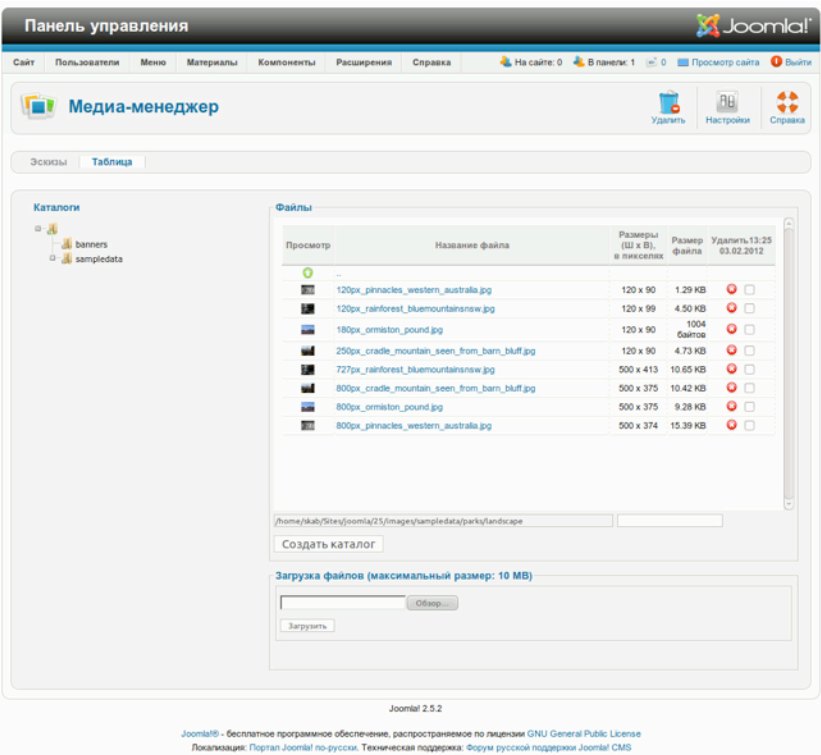 Панель управления
Joomla!
Сайт Пользователи Меню Материалы Компоненты Расширения Справка На сайте: 0 В панели: 1 0 Просмотр сайта Выйти
Медиа-менеджер
Удалить Настройки Справка
Эскизы Таблица
Каталоги
banners
sampledata
Файлы
Просмотр Название файла Размеры (Ш x В), в пикселях Размер файла Удалить13:25 03.02.2012
..
120px_pinnacles_western_australia.jpg 120 x 90 1.29 KB
120px_rainforest_bluemountainsnsw.jpg 120 x 99 4.50 KB
180px_ormiston_pound.jpg 120 x 90 1004 байтов
250px_cradle_mountain_seen_from_barn_bluff.jpg 120 x 90 4.73 KB
727px_rainforest_bluemountainsnsw.jpg 500 x 413 10.65 KB
800px_cradle_mountain_seen_from_barn_bluff.jpg 500 x 375 10.42 KB
800px_ormiston_pound.jpg 500 x 375 9.28 KB
800px_pinnacles_western_australia.jpg 500 x 374 15.39 KB
/home/skab/Sites/joomla/25/images/sampledata/parks/landscape
Создать каталог
Загрузка файлов (максимальный размер: 10 MB)
Обзор...
Загрузить
Joomla! 2.5.2
Joomla!® - бесплатное программное обеспечение, распространяемое по лицензии GNU General Public License
Локализация: Портал Joomla! по-русски. Техническая поддержка: Форум русской поддержки Joomla! CMS